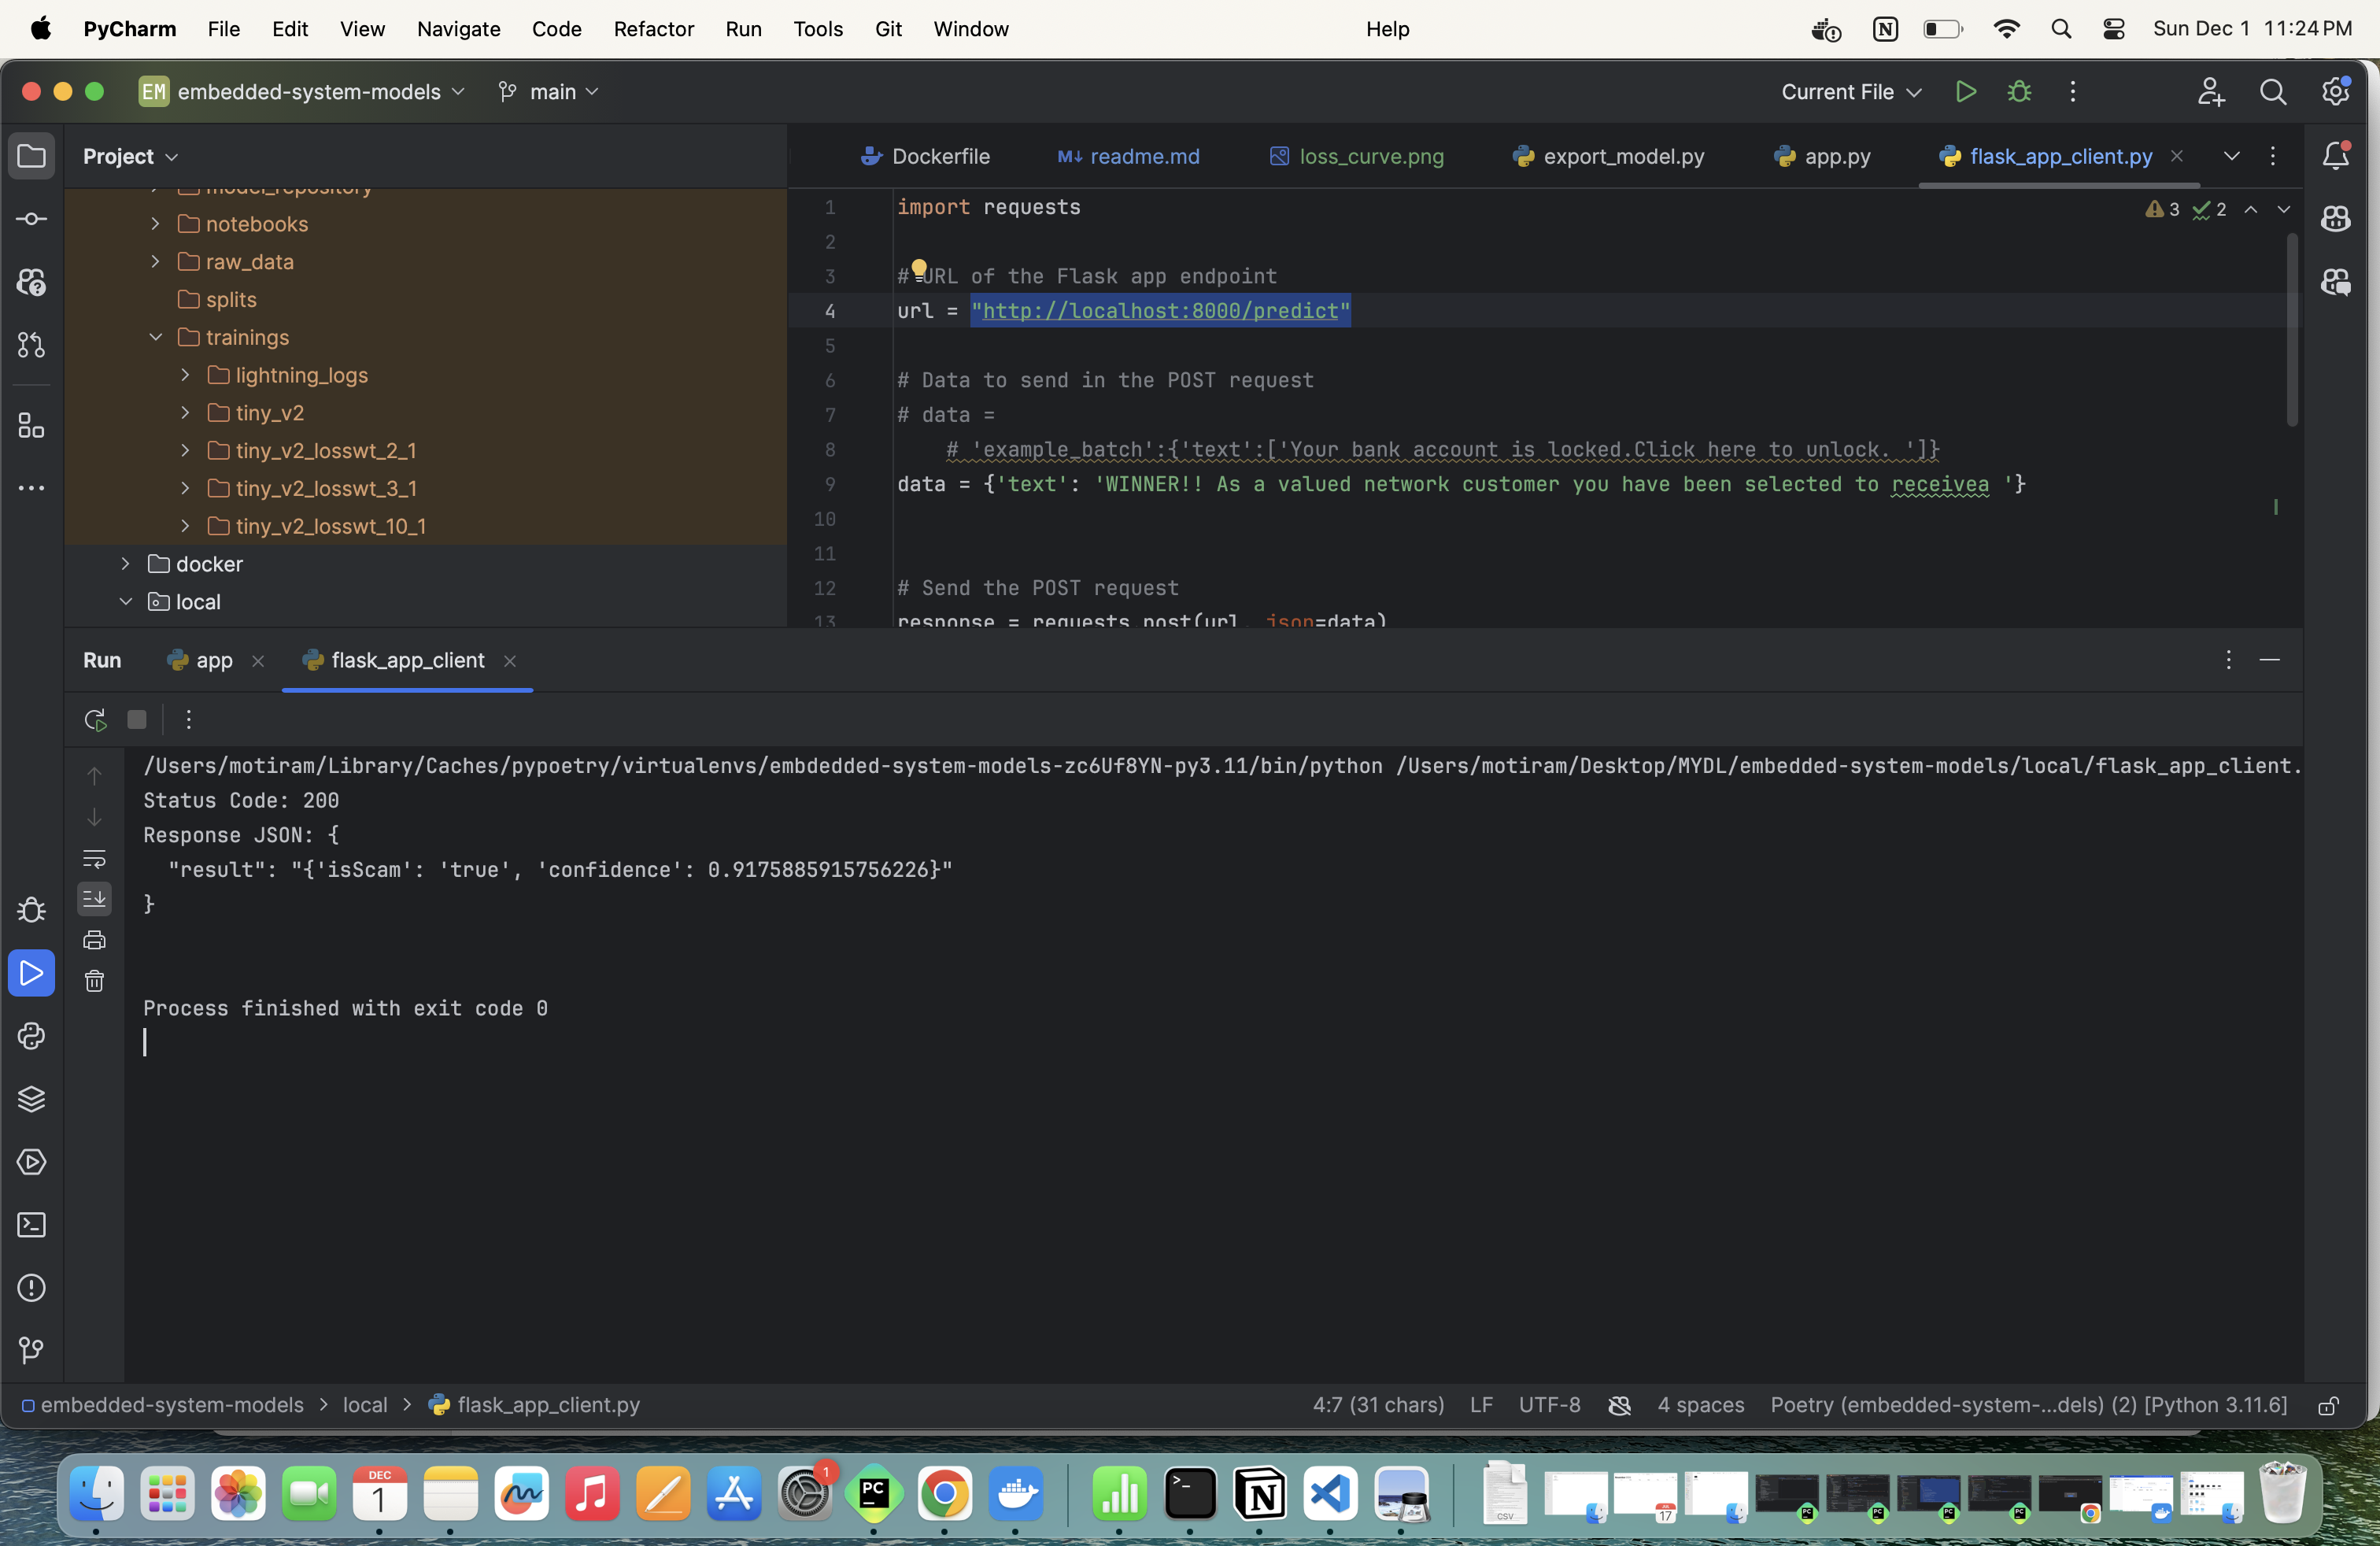 PyCharm File Edit View Navigate Code Refactor Run Tools Git Window Help Sun Dec 1 11:24 PM
EM embedded-system-models main Current File
Project
Dockerfile readme.md loss_curve.png export_model.py app.py flask_app_client.py
model_repository
notebooks
raw_data
splits
trainings
lightning_logs
tiny_v2
tiny_v2_losswt_2_1
tiny_v2_losswt_3_1
tiny_v2_losswt_10_1
docker
local
3 2
1 import requests
2
3 # URL of the Flask app endpoint
4 url = "http://localhost:8000/predict"
5
6 # Data to send in the POST request
7 # data =
8 # 'example_batch':{'text':['Your bank account is locked.Click here to unlock. ']}
9 data = {'text': 'WINNER!! As a valued network customer you have been selected to receivea '}
10
11
12 # Send the POST request
13 response = requests.post(url, json=data)
Run app flask_app_client
/Users/motiram/Library/Caches/pypoetry/virtualenvs/embdedded-system-models-zc6Uf8YN-py3.11/bin/python /Users/motiram/Desktop/MYDL/embedded-system-models/local/flask_app_client.
Status Code: 200
Response JSON: {
"result": "{'isScam': 'true', 'confidence': 0.9175885915756226}"
}
Process finished with exit code 0
embedded-system-models > local > flask_app_client.py 4:7 (31 chars) LF UTF-8 4 spaces Poetry (embedded-system-...dels) (2) [Python 3.11.6]
DEC
1
1
PC
CSV
17